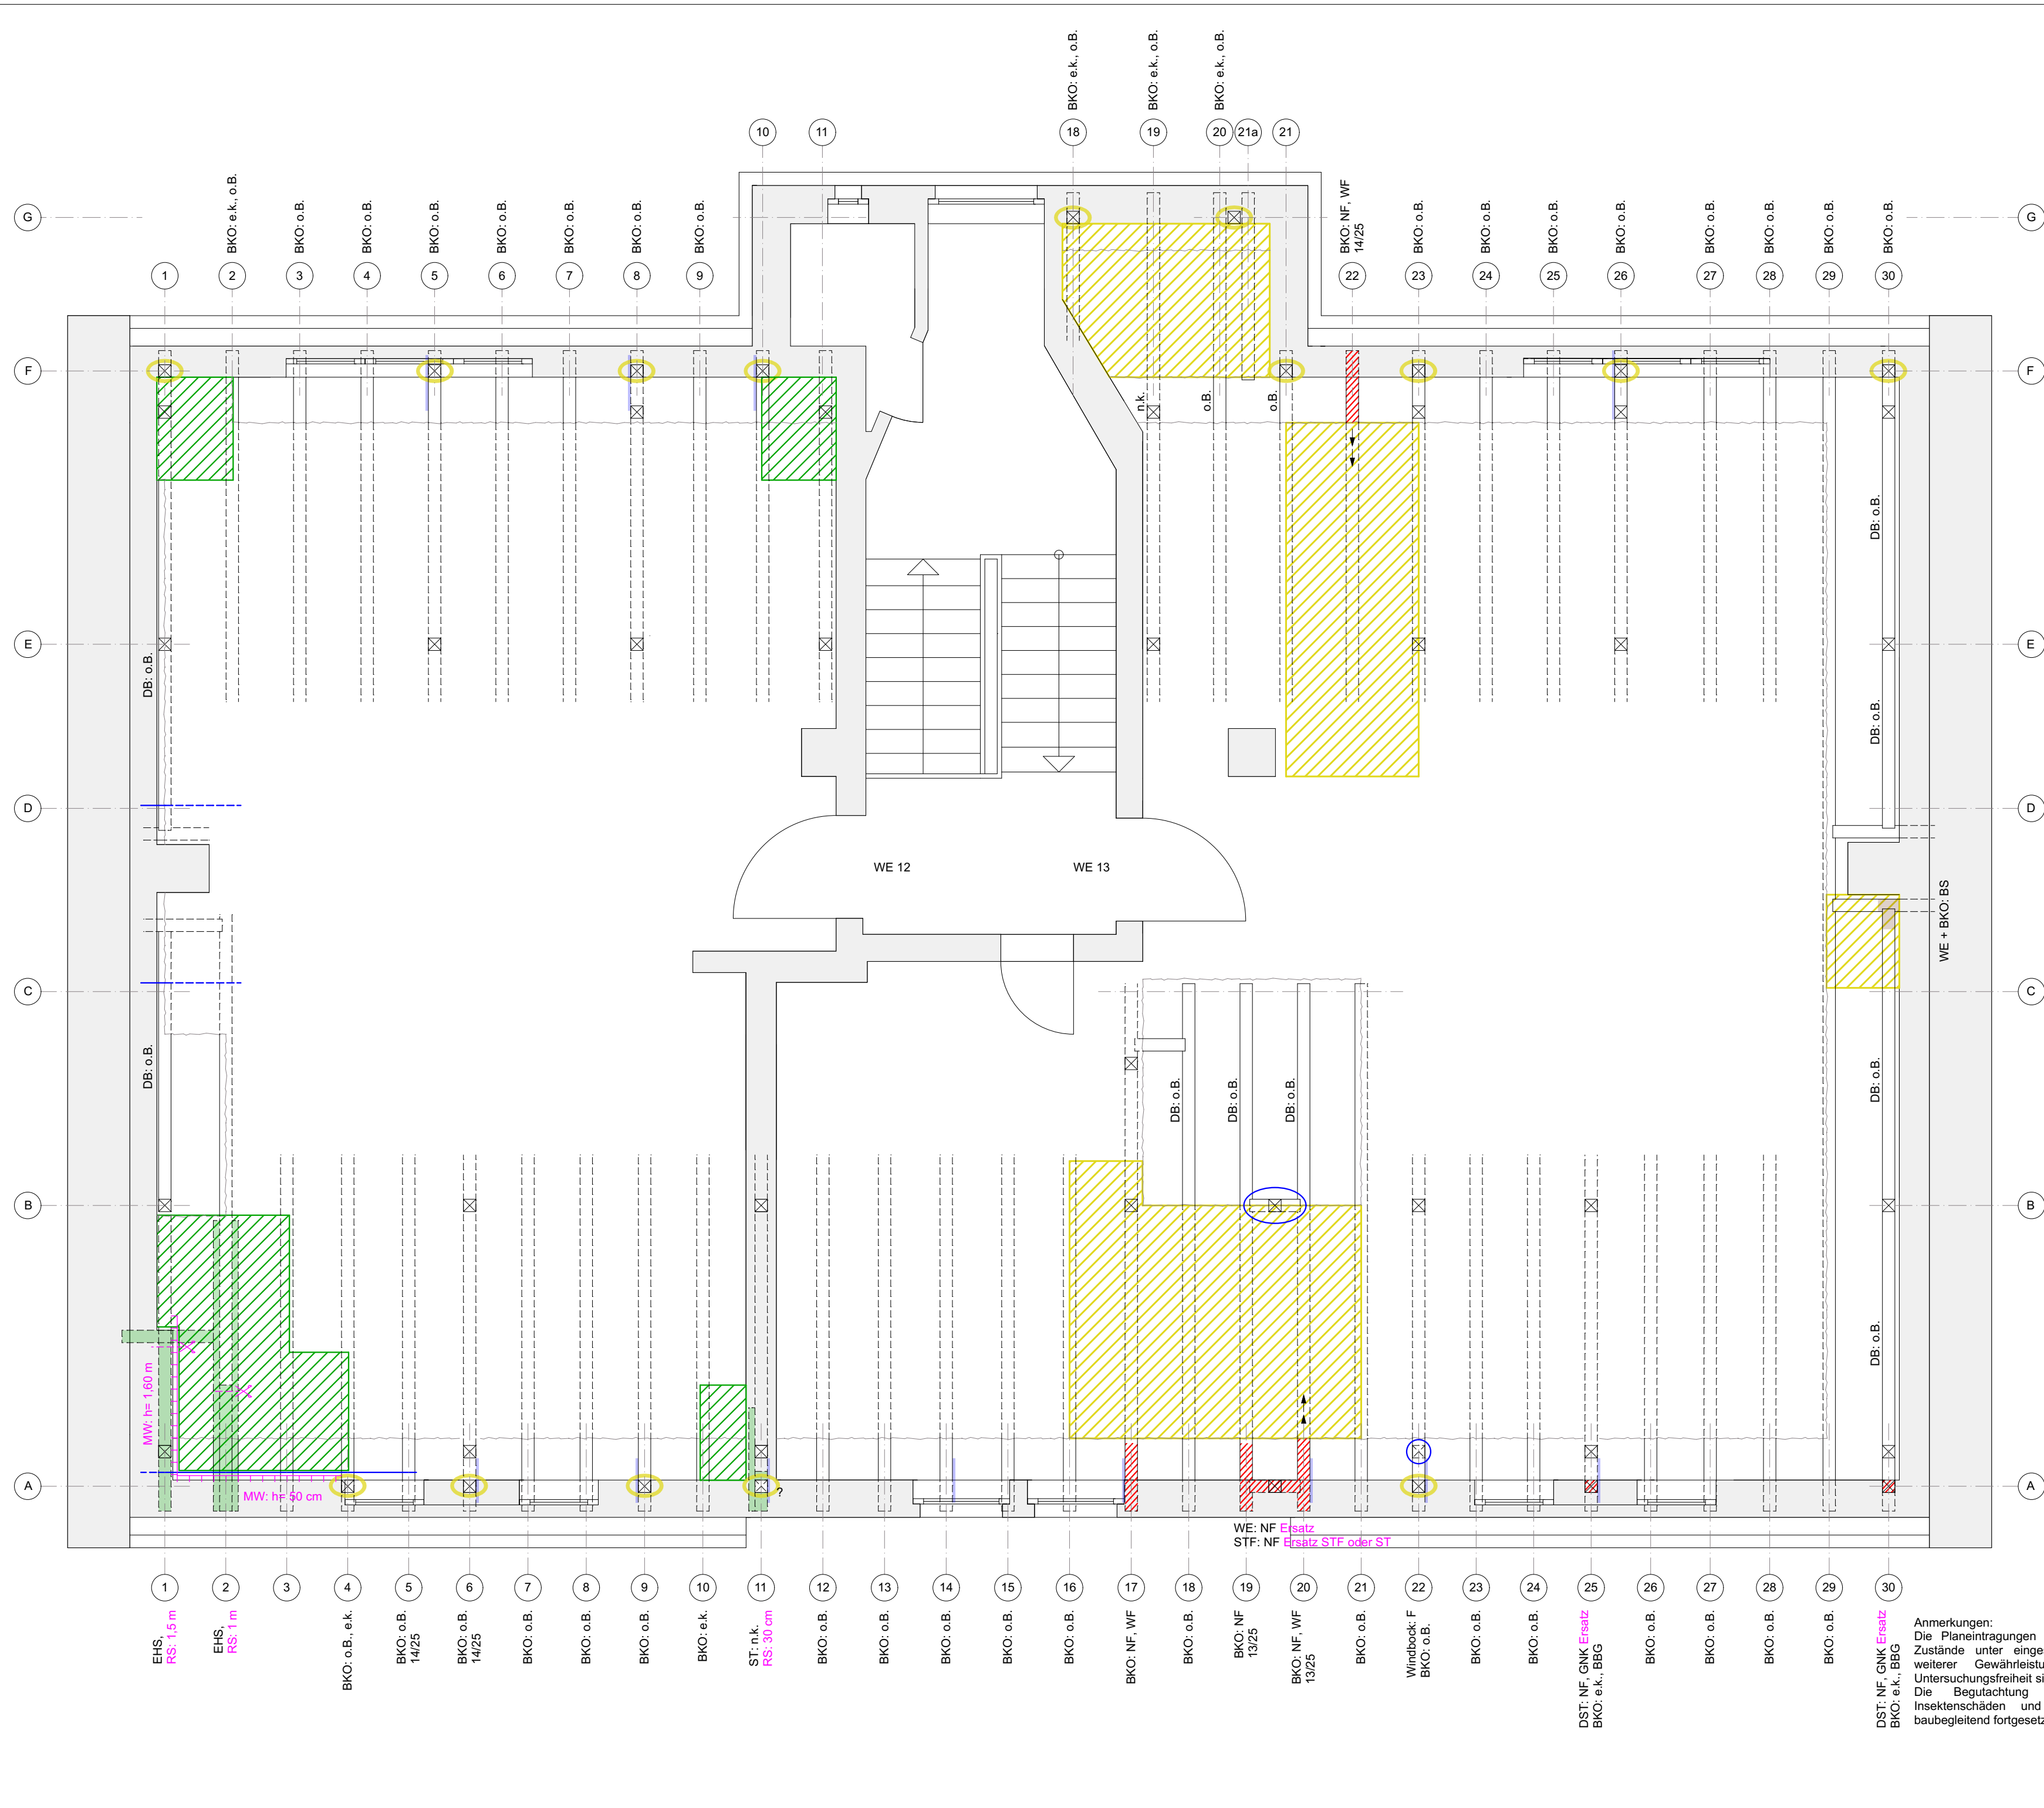 BKO: e.k., o.B.
BKO: e.k., o.B.
BKO: e.k., o.B.
10
11
18
19
20
21a
21
BKO: e.k., o.B.
BKO: o.B.
BKO: o.B.
BKO: o.B.
BKO: o.B.
BKO: o.B.
BKO: o.B.
BKO: o.B.
BKO: NF, WF
14/25
BKO: o.B.
BKO: o.B.
BKO: o.B.
BKO: o.B.
BKO: o.B.
BKO: o.B.
BKO: o.B.
BKO: o.B.
G
G
1
2
3
4
5
6
7
8
9
22
23
24
25
26
27
28
29
30
F
F
n.k.
o.B.
o.B.
DB: o.B.
E
E
DB: o.B.
DB: o.B.
D
D
WE 12
WE 13
WE + BKO: BS
C
C
DB: o.B.
DB: o.B.
DB: o.B.
DB: o.B.
DB: o.B.
B
B
DB: o.B.
MW: h= 1,60 m
MW: h= 50 cm
?
A
A
WE: NF Ersatz
STF: NF Ersatz STF oder ST
1
2
3
4
5
6
7
8
9
10
11
12
13
14
15
16
17
18
19
20
21
22
23
24
25
26
27
28
29
30
EHS,
RS: 1,5 m
EHS,
RS: 1 m
BKO: o.B., e.k.
BKO: o.B.
14/25
BKO: o.B.
14/25
BKO: o.B.
BKO: o.B.
BKO: o.B.
BKO: e.k.
ST: n.k.
RS: 30 cm
BKO: o.B.
BKO: o.B.
BKO: o.B.
BKO: o.B.
BKO: o.B.
BKO: NF, WF
BKO: o.B.
BKO: NF
13/25
BKO: NF, WF
13/25
BKO: o.B.
Windbock: F
BKO: o.B.
BKO: o.B.
BKO: o.B.
DST: NF, GNK Ersatz
BKO: e.k., BBG
BKO: o.B.
BKO: o.B.
BKO: o.B.
BKO: o.B.
DST: NF, GNK Ersatz
BKO: e.k., BBG
Anmerkungen:
Die Planeintragungen
Zustände unter einges
weiterer Gewährleistu
Untersuchungsfreiheit si
Die Begutachtung
Insektenschäden und
baubegleitend fortgesetz